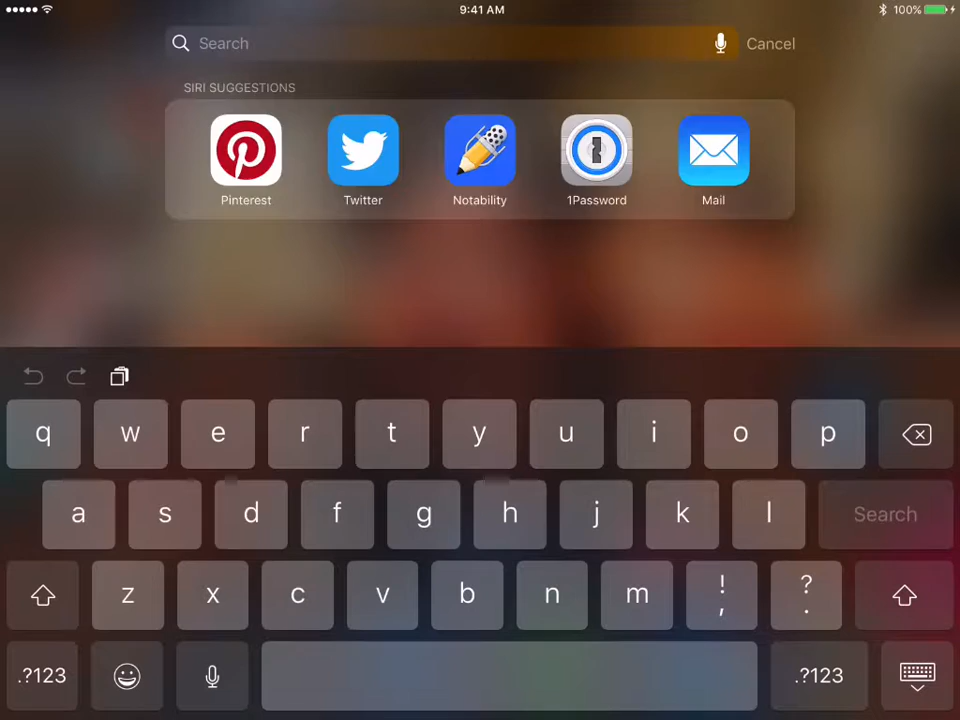 9:41 AM 100%
Search Cancel
SIRI SUGGESTIONS
Pinterest Twitter Notability 1Password Mail
q w e r t y u i o p
a s d f g h j k l Search
z x c v b n m ! , ? .
.?123 .?123